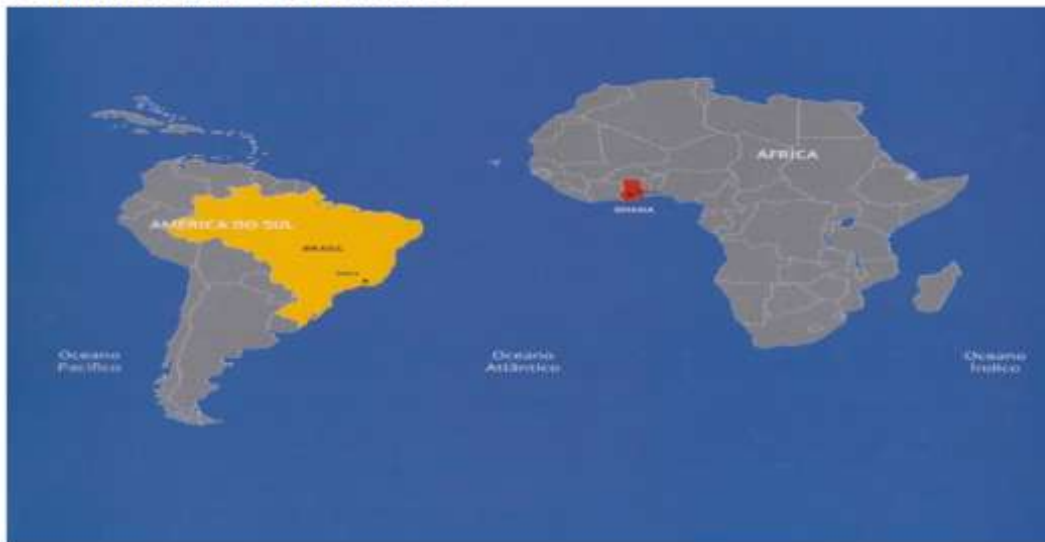 AMÉRICA DO SUL
BRASIL
ÁFRICA
GHANA
Oceano
Pacífico
Oceano
Atlântico
Oceano
Índico